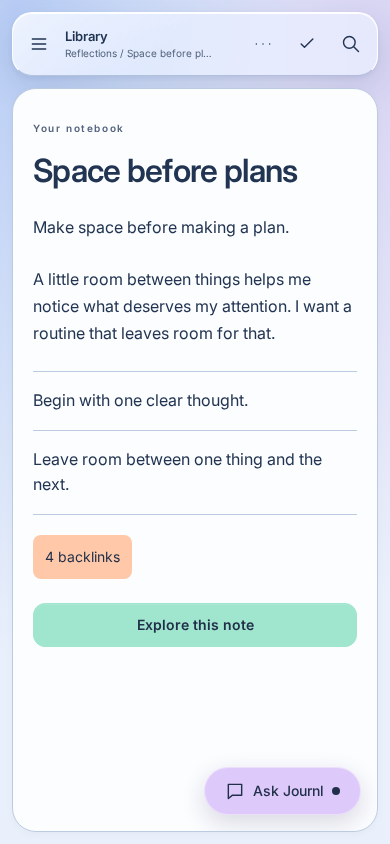 Library
Reflections / Space before pl...
Your notebook
Space before plans
Make space before making a plan.
A little room between things helps me
notice what deserves my attention. I want a
routine that leaves room for that.
Begin with one clear thought.
Leave room between one thing and the
next.
4 backlinks
Explore this note
Ask Journl